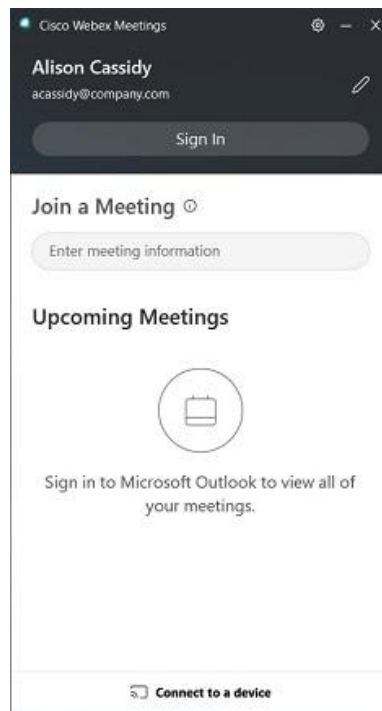 Cisco Webex Meetings
Alison Cassidy
acassidy@company.com
Sign In
Join a Meeting
Enter meeting information
Upcoming Meetings
Sign in to Microsoft Outlook to view all of
your meetings.
Connect to a device